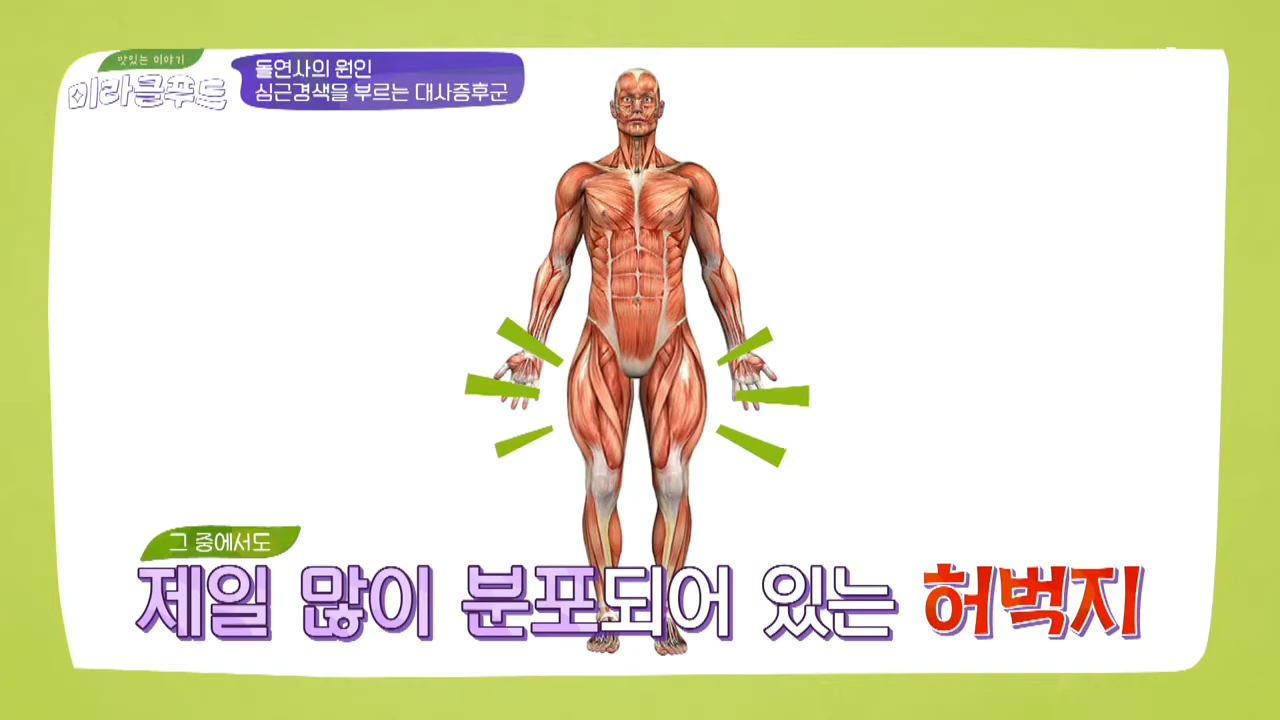 맛있는 이야기
미라클푸드
돌연사의 원인
심근경색을 부르는 대사증후군
그 중에서도
제일 많이 분포되어 있는 허벅지